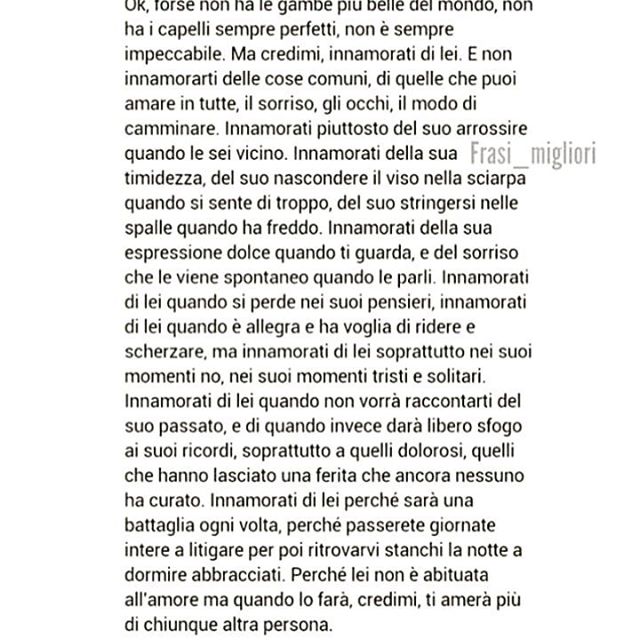 Ok, forse non ha le gambe più belle del mondo, non
ha i capelli sempre perfetti, non è sempre
impeccabile. Ma credimi, innamorati di lei. E non
innamorarti delle cose comuni, di quelle che puoi
amare in tutte, il sorriso, gli occhi, il modo di
camminare. Innamorati piuttosto del suo arrossire
quando le sei vicino. Innamorati della sua Frasi_migliori
timidezza, del suo nascondere il viso nella sciarpa
quando si sente di troppo, del suo stringersi nelle
spalle quando ha freddo. Innamorati della sua
espressione dolce quando ti guarda, e del sorriso
che le viene spontaneo quando le parli. Innamorati
di lei quando si perde nei suoi pensieri, innamorati
di lei quando è allegra e ha voglia di ridere e
scherzare, ma innamorati di lei soprattutto nei suoi
momenti no, nei suoi momenti tristi e solitari.
Innamorati di lei quando non vorrà raccontarti del
suo passato, e di quando invece darà libero sfogo
ai suoi ricordi, soprattutto a quelli dolorosi, quelli
che hanno lasciato una ferita che ancora nessuno
ha curato. Innamorati di lei perché sarà una
battaglia ogni volta, perché passerete giornate
intere a litigare per poi ritrovarvi stanchi la notte a
dormire abbracciati. Perché lei non è abituata
all'amore ma quando lo farà, credimi, ti amerà più
di chiunque altra persona.